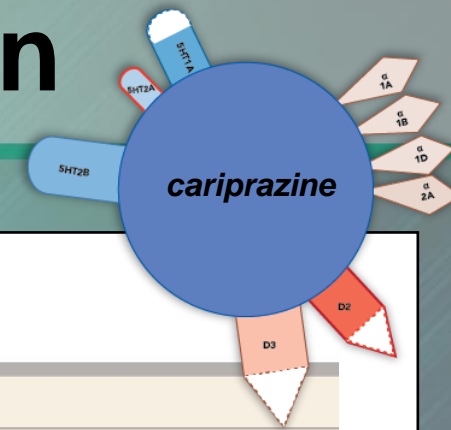 n
5HT1A
5HT2A
5HT2B
α
1A
α
1B
α
1D
α
2A
cariprazine
D2
D3